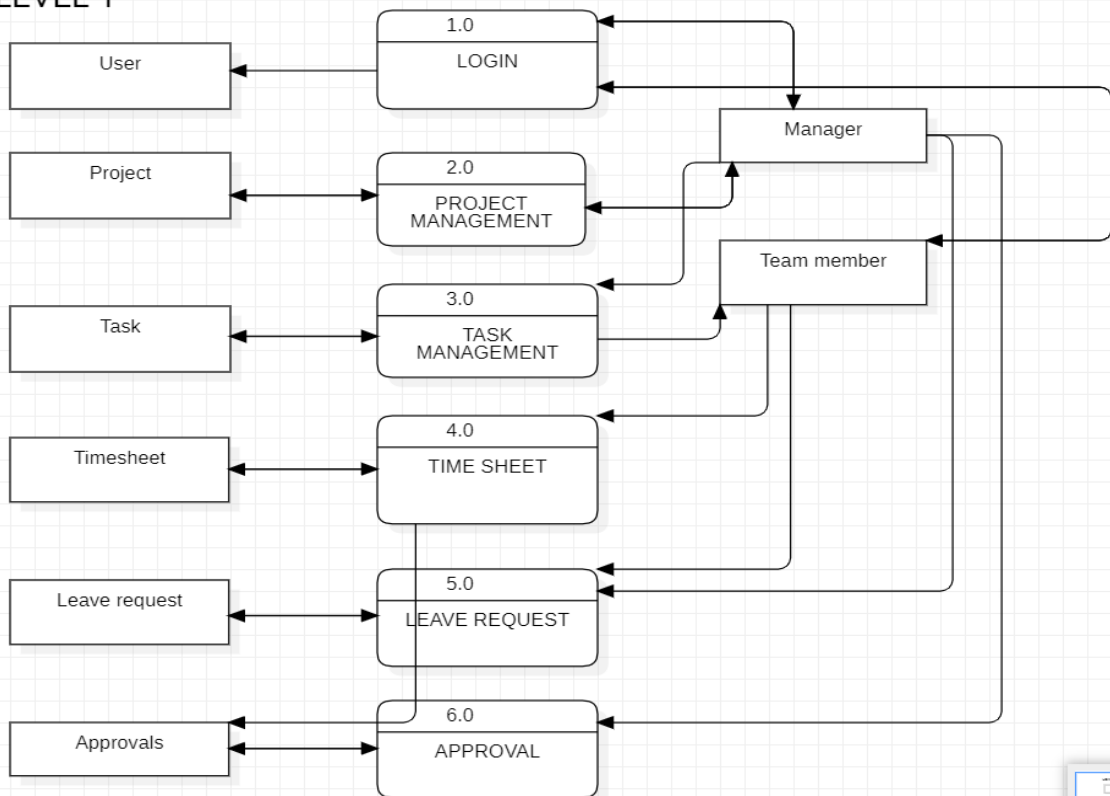 LEVEL 1
1.0
LOGIN
User
Manager
Project
2.0
PROJECT
MANAGEMENT
Team member
Task
3.0
TASK
MANAGEMENT
Timesheet
4.0
TIME SHEET
Leave request
5.0
LEAVE REQUEST
Approvals
6.0
APPROVAL